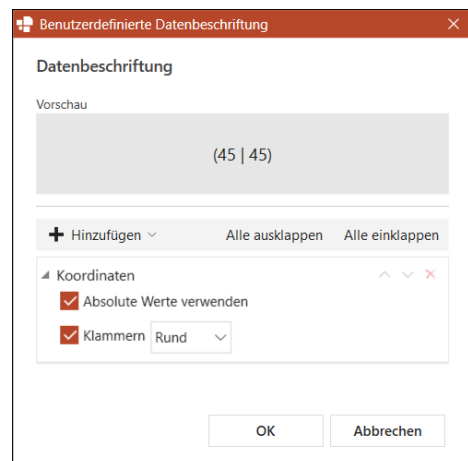 Benutzerdefinierte Datenbeschriftung
Datenbeschriftung
Vorschau
(45 | 45)
Hinzufügen Alle ausklappen Alle einklappen
Koordinaten
Absolute Werte verwenden
Klammern Rund
OK Abbrechen